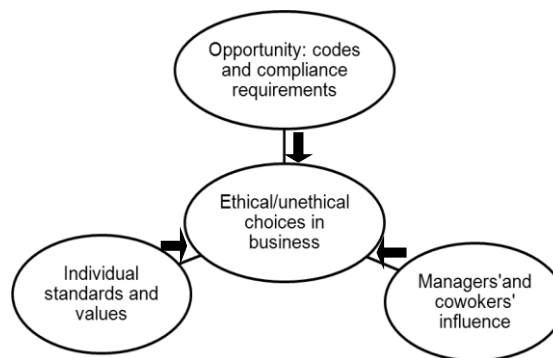 Opportunity: codes
and compliance
requirements
Ethical/unethical
choices in
business
Individual
standards and
values
Managers'and
cowokers'
influence